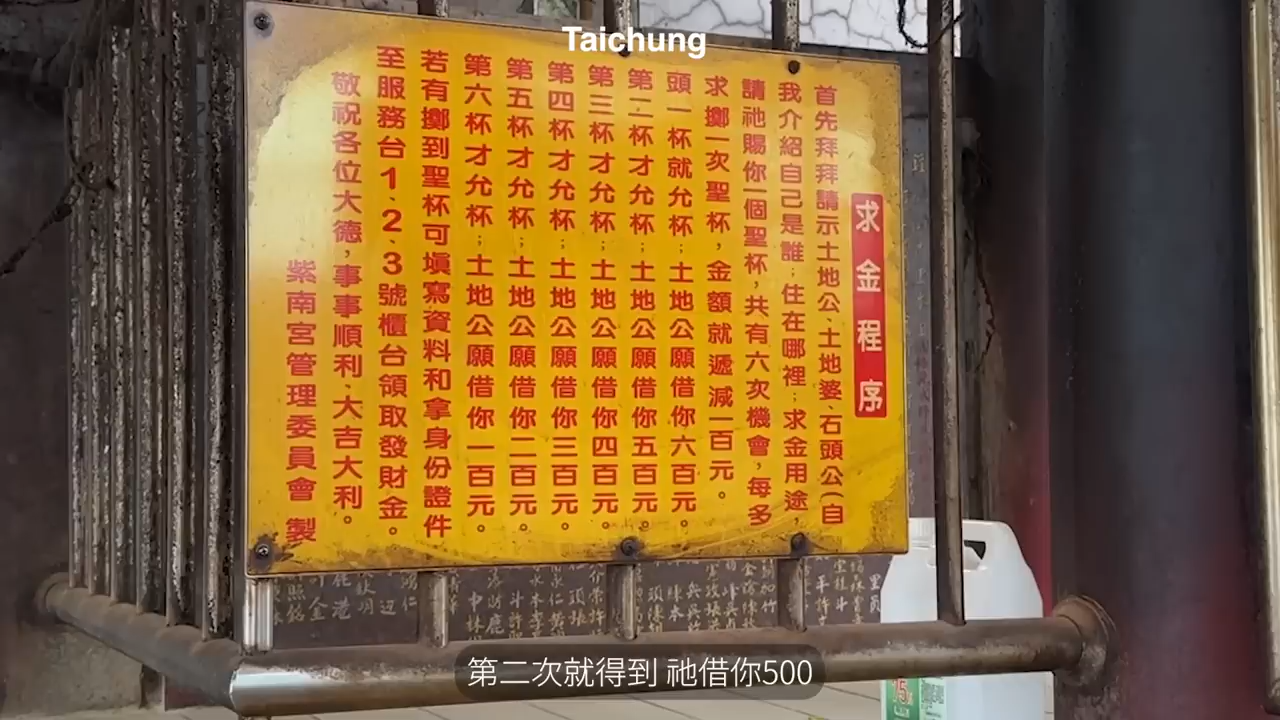 Taichung
求金程序
首先拜拜請示土地公、土地婆、石頭公(自
我介紹自己是誰；住在哪裡；求金用途，
請祂賜你一個聖杯，共有六次機會，每多
求擲一次聖杯，金額就遞減一百元。
頭一杯就允杯；土地公願借你六百元。
第二杯才允杯；土地公願借你五百元。
第三杯才允杯；土地公願借你四百元。
第四杯才允杯；土地公願借你三百元。
第五杯才允杯；土地公願借你二百元。
第六杯才允杯；土地公願借你一百元。
若有擲到聖杯可塡寫資料和拿身份證件
至服務台1、2、3號櫃台領取發財金。
敬祝各位大德，事事順利、大吉大利。
紫南宮管理委員會 製
第二次就得到 祂借你500